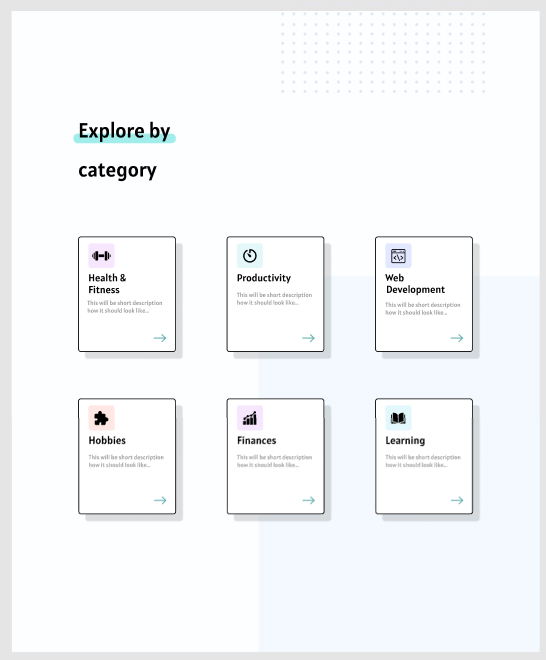 Explore by
category
Health &
Fitness
This will be short description
how it should look like...
Productivity
This will be short description
how it should look like...
Web
Development
This will be short description
how it should look like...
Hobbies
This will be short description
how it should look like...
Finances
This will be short description
how it should look like...
Learning
This will be short description
how it should look like...